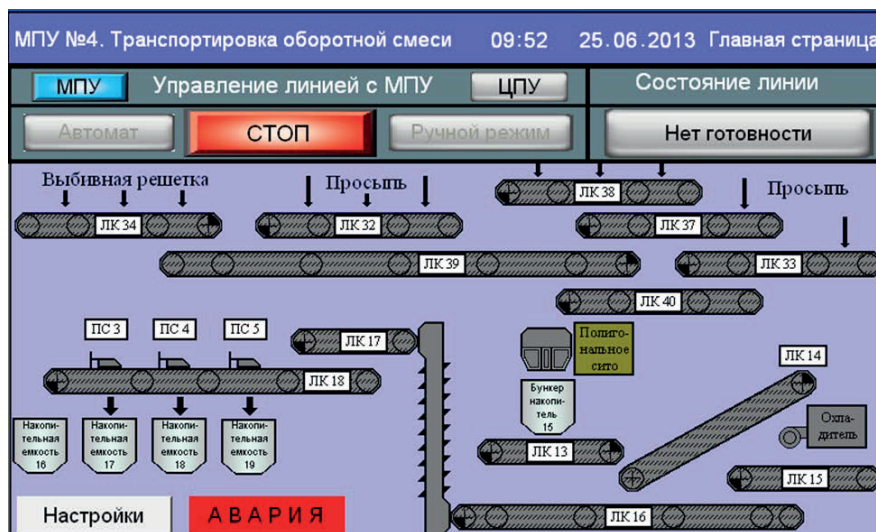 МПУ №4. Транспортировка оборотной смеси 09:52 25.06.2013 Главная страница
МПУ Управление линией с МПУ ЦПУ Состояние линии
Автомат СТОП Ручной режим Нет готовности
Выбивная решетка Просыпь ЛК 38 Просыпь
ЛК 34 ЛК 32 ЛК 37
ЛК 39 ЛК 33
ЛК 40
ПС 3 ПС 4 ПС 5 ЛК 17
Полиго-
нальное
сито
ЛК 14
ЛК 18
Бункер
накопи-
тель
15
Охла-
дитель
Накопи-
тельная
емкость
16
Накопи-
тельная
емкость
17
Накопи-
тельная
емкость
18
Накопи-
тельная
емкость
19
ЛК 13
ЛК 15
Настройки АВАРИЯ ЛК 16